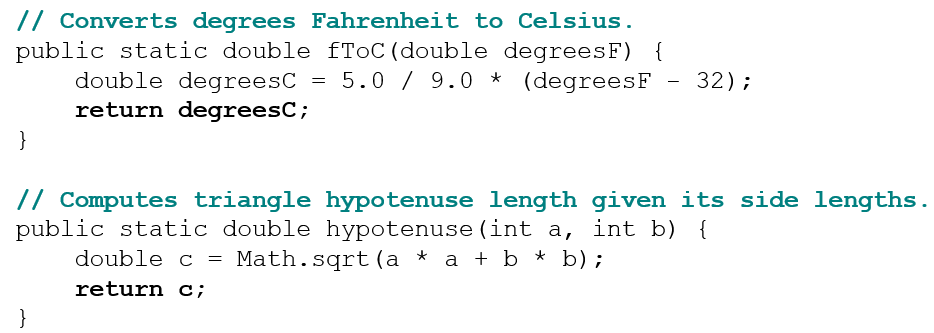 // Converts degrees Fahrenheit to Celsius.
public static double fToC(double degreesF) {
    double degreesC = 5.0 / 9.0 * (degreesF - 32);
    return degreesC;
}

// Computes triangle hypotenuse length given its side lengths.
public static double hypotenuse(int a, int b) {
    double c = Math.sqrt(a * a + b * b);
    return c;
}